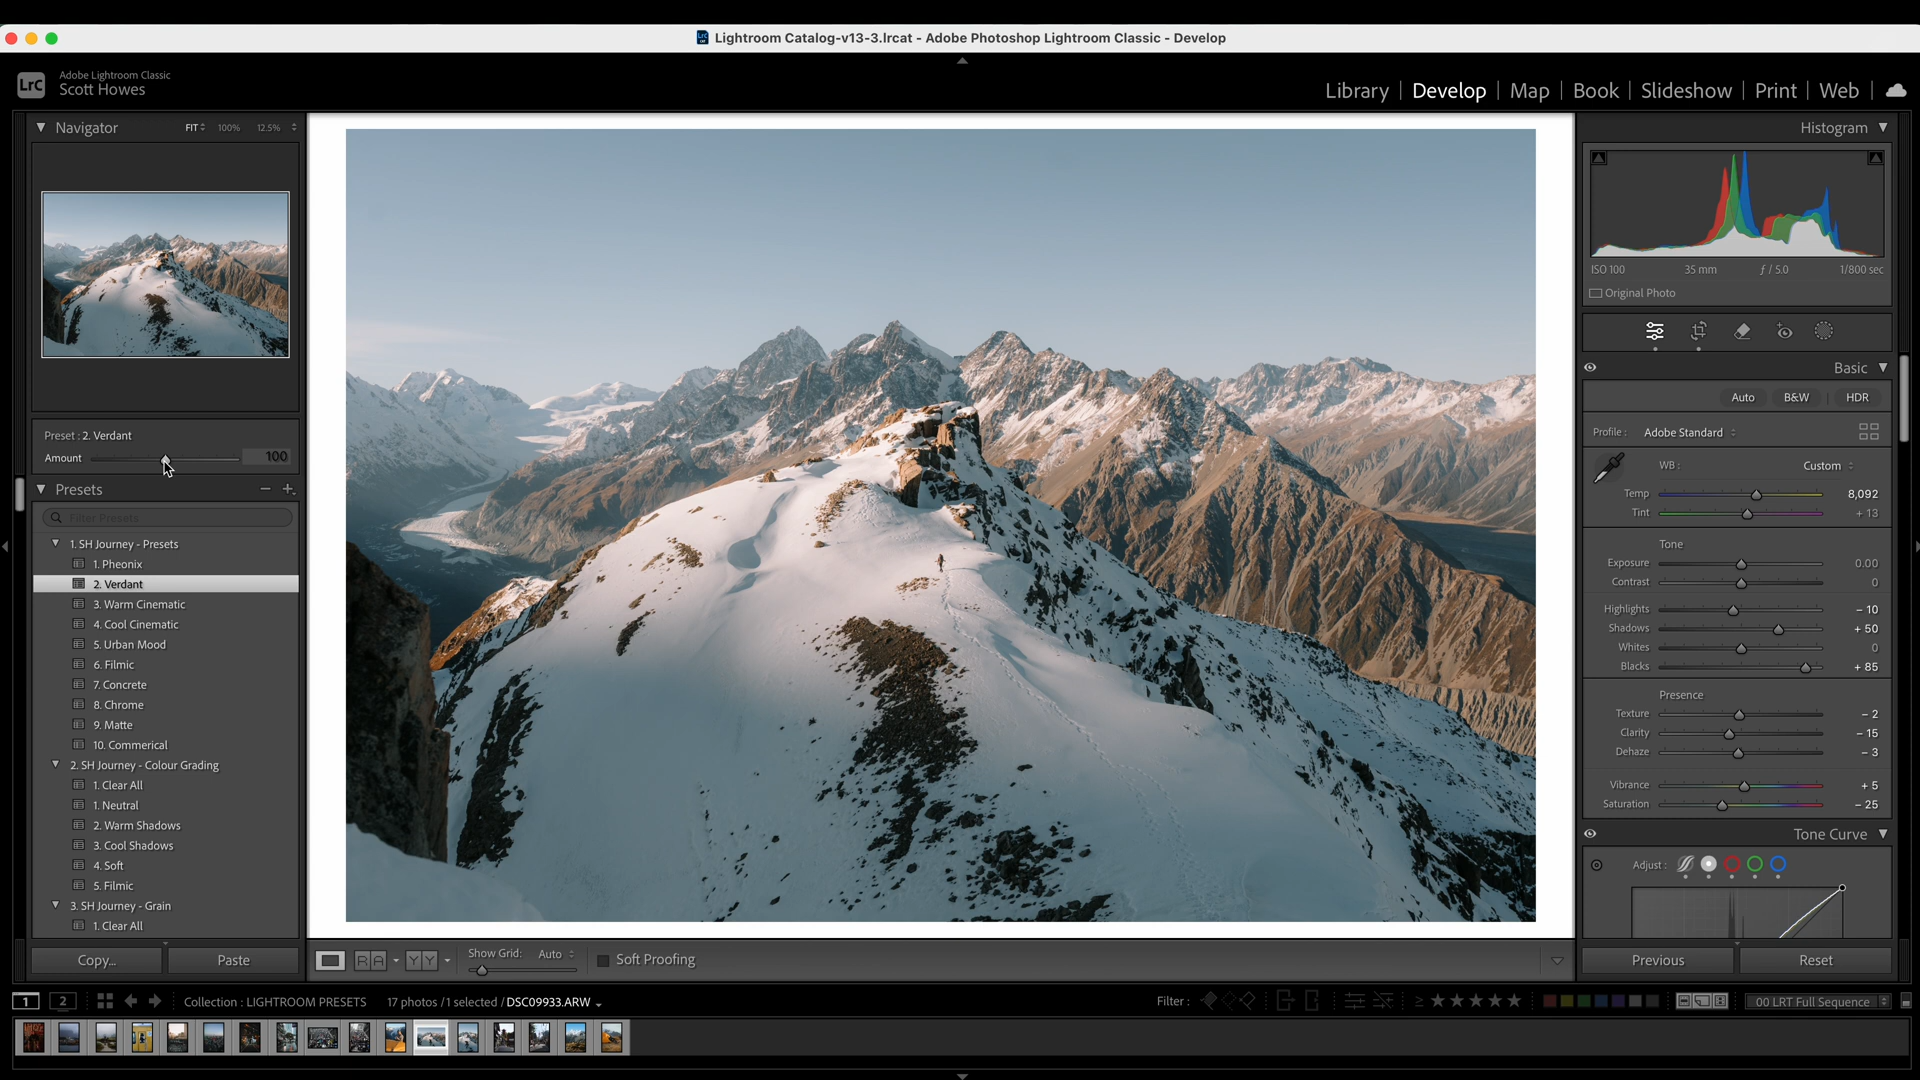 Lightroom Catalog-v13-3.lrcat - Adobe Photoshop Lightroom Classic - Develop
LrC
Adobe Lightroom Classic
Scott Howes
Library | Develop | Map | Book | Slideshow | Print | Web
Navigator
FIT
100%
12.5%
Preset : 2. Verdant
Amount
100
Presets
Filter Presets
1. SH Journey - Presets
1. Pheonix
2. Verdant
3. Warm Cinematic
4. Cool Cinematic
5. Urban Mood
6. Filmic
7. Concrete
8. Chrome
9. Matte
10. Commerical
2. SH Journey - Colour Grading
1. Clear All
1. Neutral
2. Warm Shadows
3. Cool Shadows
4. Soft
5. Filmic
3. SH Journey - Grain
1. Clear All
Copy...
Paste
Show Grid:
Auto
Soft Proofing
Histogram
ISO 100
35 mm
ƒ / 5.0
1/800 sec
Original Photo
Basic
Auto
B&W
HDR
Profile :
Adobe Standard
WB :
Custom
Temp
8,092
Tint
+ 13
Tone
Exposure
0.00
Contrast
0
Highlights
– 10
Shadows
+ 50
Whites
0
Blacks
+ 85
Presence
Texture
– 2
Clarity
– 15
Dehaze
– 3
Vibrance
+ 5
Saturation
– 25
Tone Curve
Adjust :
Previous
Reset
1
2
Collection : LIGHTROOM PRESETS
17 photos / 1 selected / DSC09933.ARW
Filter :
≥ ★★★★★
00 LRT Full Sequence